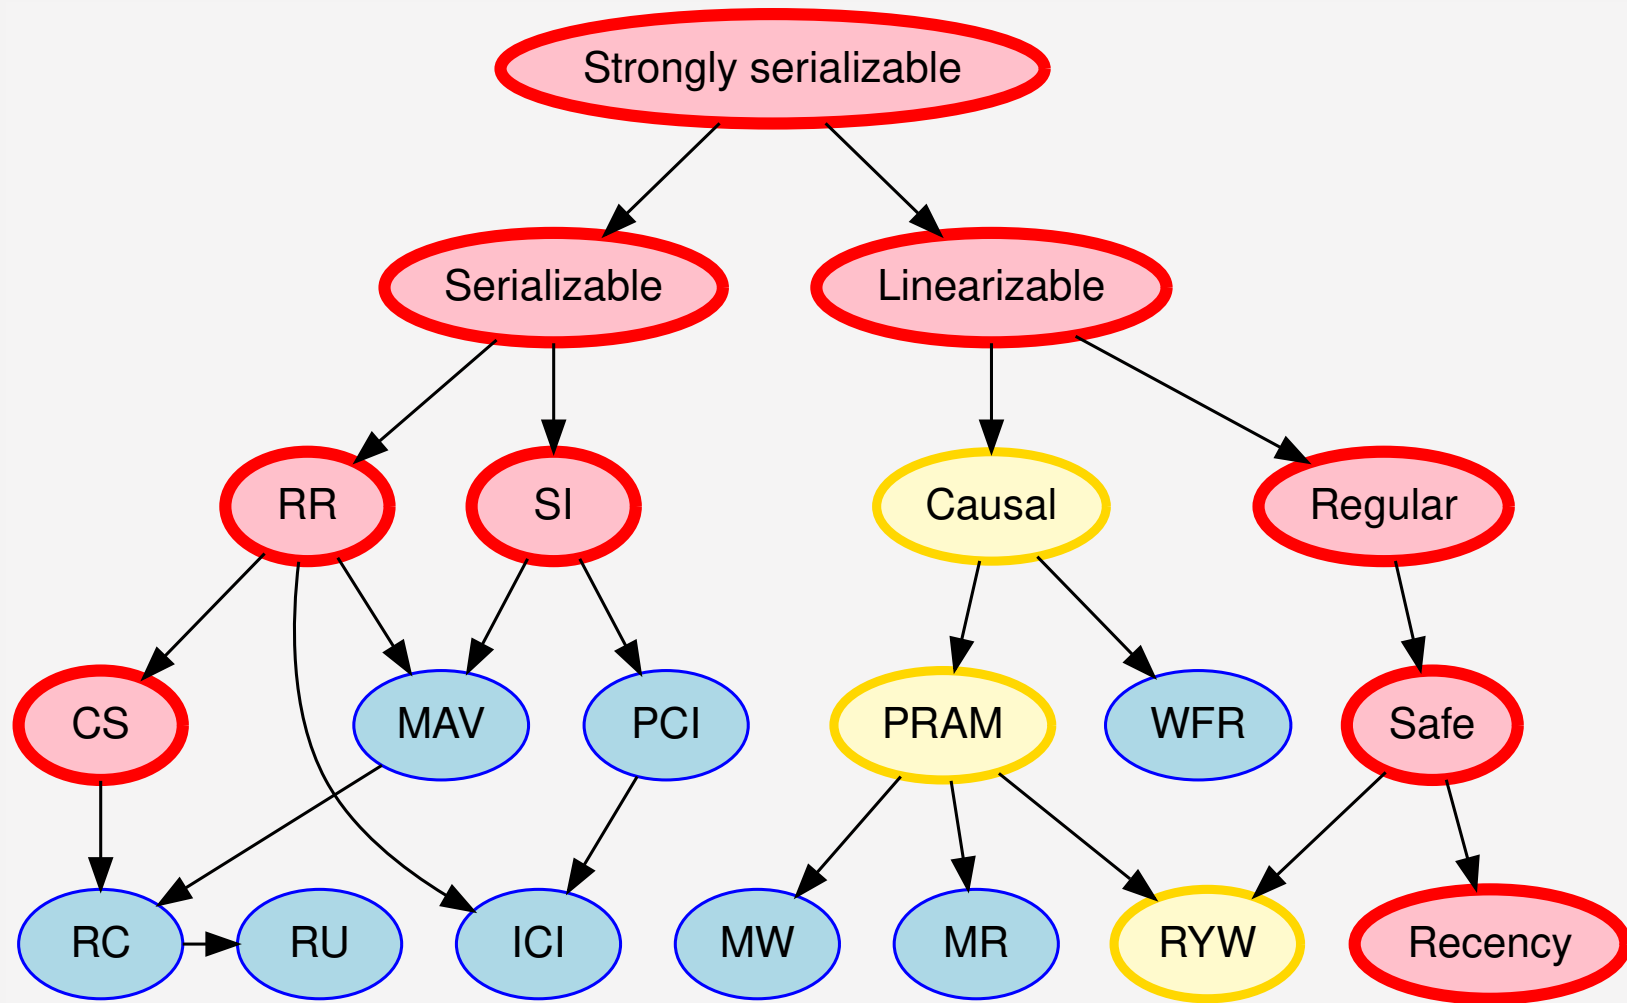 Strongly serializable
Serializable
Linearizable
RR
SI
Causal
Regular
CS
MAV
PCI
PRAM
WFR
Safe
RC
RU
ICI
MW
MR
RYW
Recency